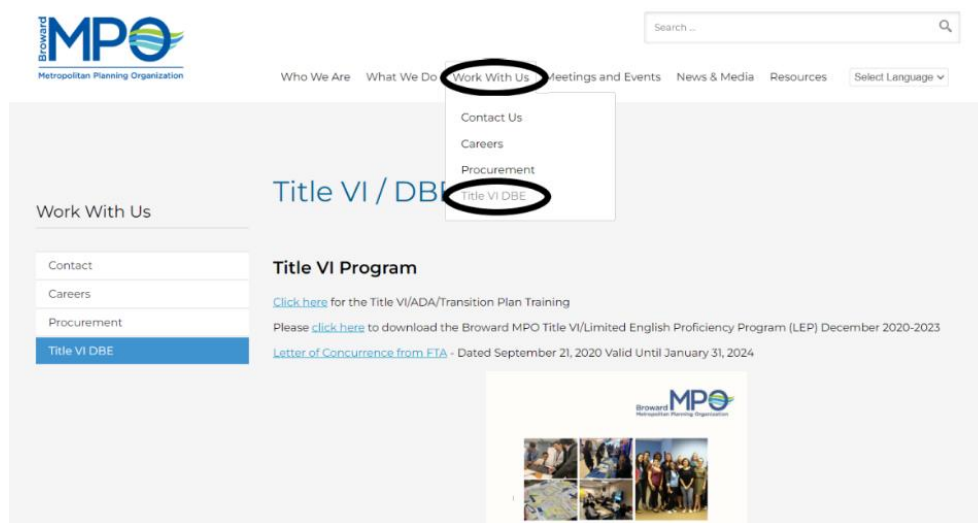 Broward
MPO
Metropolitan Planning Organization
Search ...
Who We Are What We Do Work With Us Meetings and Events News & Media Resources Select Language
Contact Us
Careers
Procurement
Title VI DBE
Title VI / DBE
Work With Us
Contact
Careers
Procurement
Title VI DBE
Title VI Program
Click here for the Title VI/ADA/Transition Plan Training
Please click here to download the Broward MPO Title VI/Limited English Proficiency Program (LEP) December 2020-2023
Letter of Concurrence from FTA - Dated September 21, 2020 Valid Until January 31, 2024
Broward MPO
Metropolitan Planning Organization